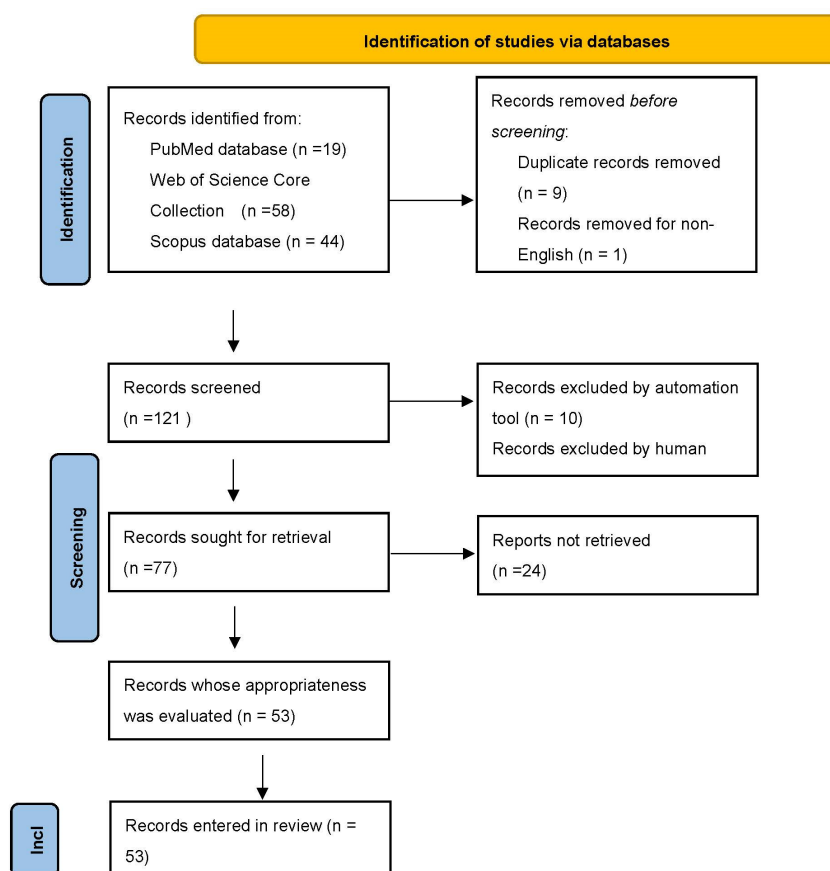 Identification of studies via databases
Identification
Records identified from:
PubMed database (n =19)
Web of Science Core
Collection (n =58)
Scopus database (n = 44)
Records removed before
screening:
Duplicate records removed
(n = 9)
Records removed for non-
English (n = 1)
Records screened
(n =121 )
Records excluded by automation
tool (n = 10)
Records excluded by human
Screening
Records sought for retrieval
(n =77)
Reports not retrieved
(n =24)
Records whose appropriateness
was evaluated (n = 53)
Incl
Records entered in review (n =
53)